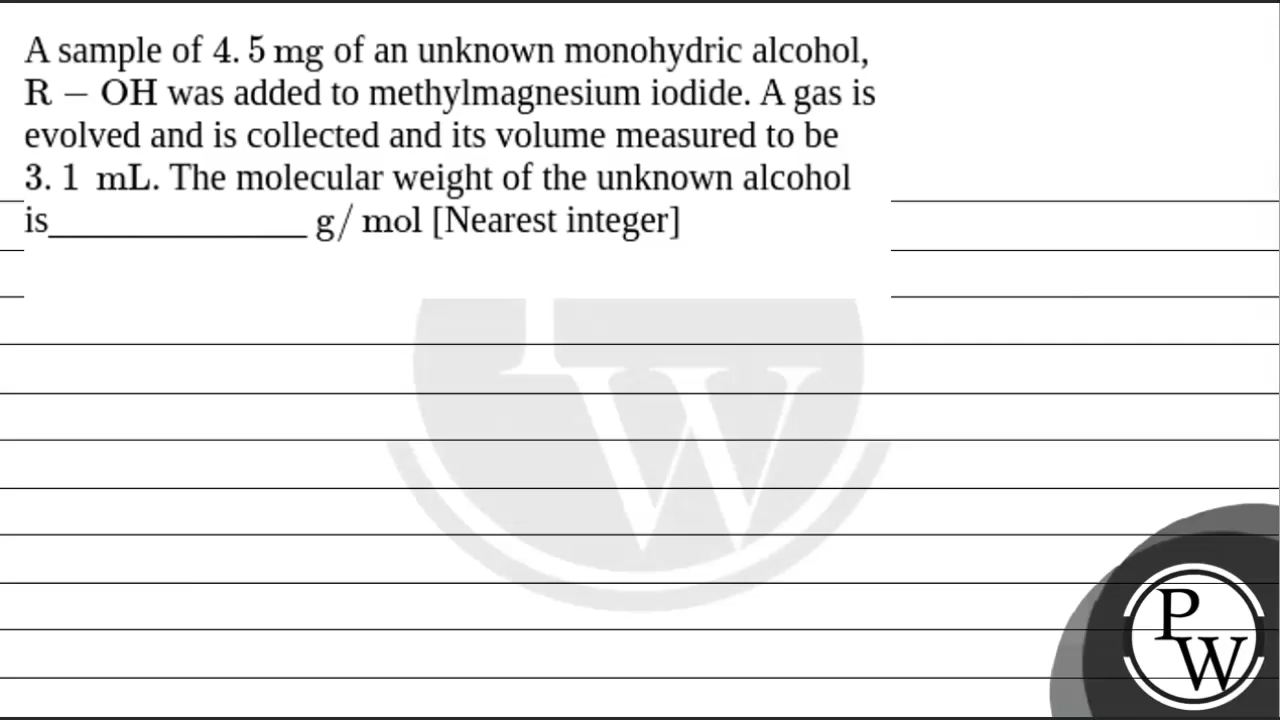 A sample of 4. 5 mg of an unknown monohydric alcohol,
R − OH was added to methylmagnesium iodide. A gas is
evolved and is collected and its volume measured to be
3. 1 mL. The molecular weight of the unknown alcohol
is______________ g/ mol [Nearest integer]
P
W